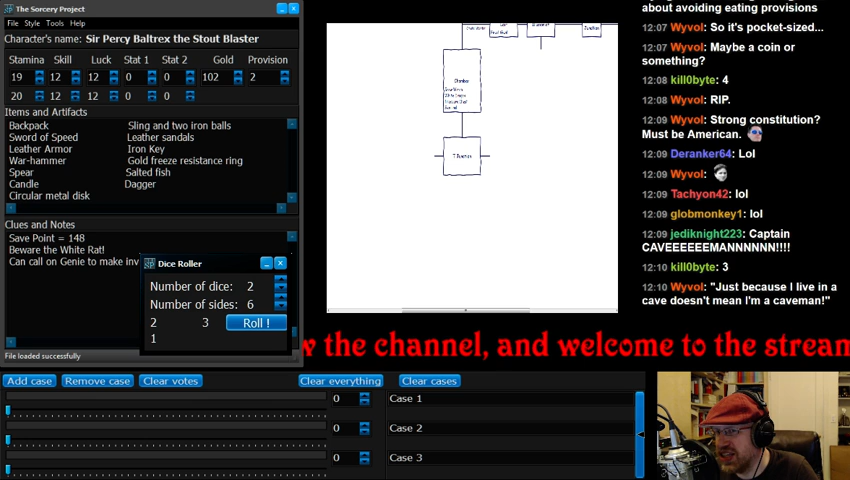 The Sorcery Project
File Style Tools Help
Character's name: Sir Percy Baltrex the Stout Blaster
Stamina Skill Luck Stat 1 Stat 2 Gold Provision
19 12 12 0 0 102 2
20 12 12 0 0
Items and Artifacts
Backpack Sling and two iron balls
Sword of Speed Leather sandals
Leather Armor Iron Key
War-hammer Gold freeze resistance ring
Spear Salted fish
Candle Dagger
Circular metal disk
Clues and Notes
Save Point = 148
Beware the White Rat!
Can call on Genie to make inv
File loaded successfully
Dice Roller
Number of dice: 2
Number of sides: 6
2 3 Roll !
1
about avoiding eating provisions
12:07 Wyvol: So it's pocket-sized...
12:07 Wyvol: Maybe a coin or
something?
12:08 kill0byte: 4
12:08 Wyvol: RIP.
12:09 Wyvol: Strong constitution?
Must be American.
12:09 Deranker64: Lol
12:09 Wyvol:
12:09 Tachyon42: lol
12:09 globmonkey1: lol
12:09 jediknight223: Captain
CAVEEEEEMANNNNNN!!!!
12:10 kill0byte: 3
12:10 Wyvol: "Just because I live in a
cave doesn't mean I'm a caveman!"
w the channel, and welcome to the stream
Add case Remove case Clear votes Clear everything Clear cases
0 Case 1
0 Case 2
0 Case 3